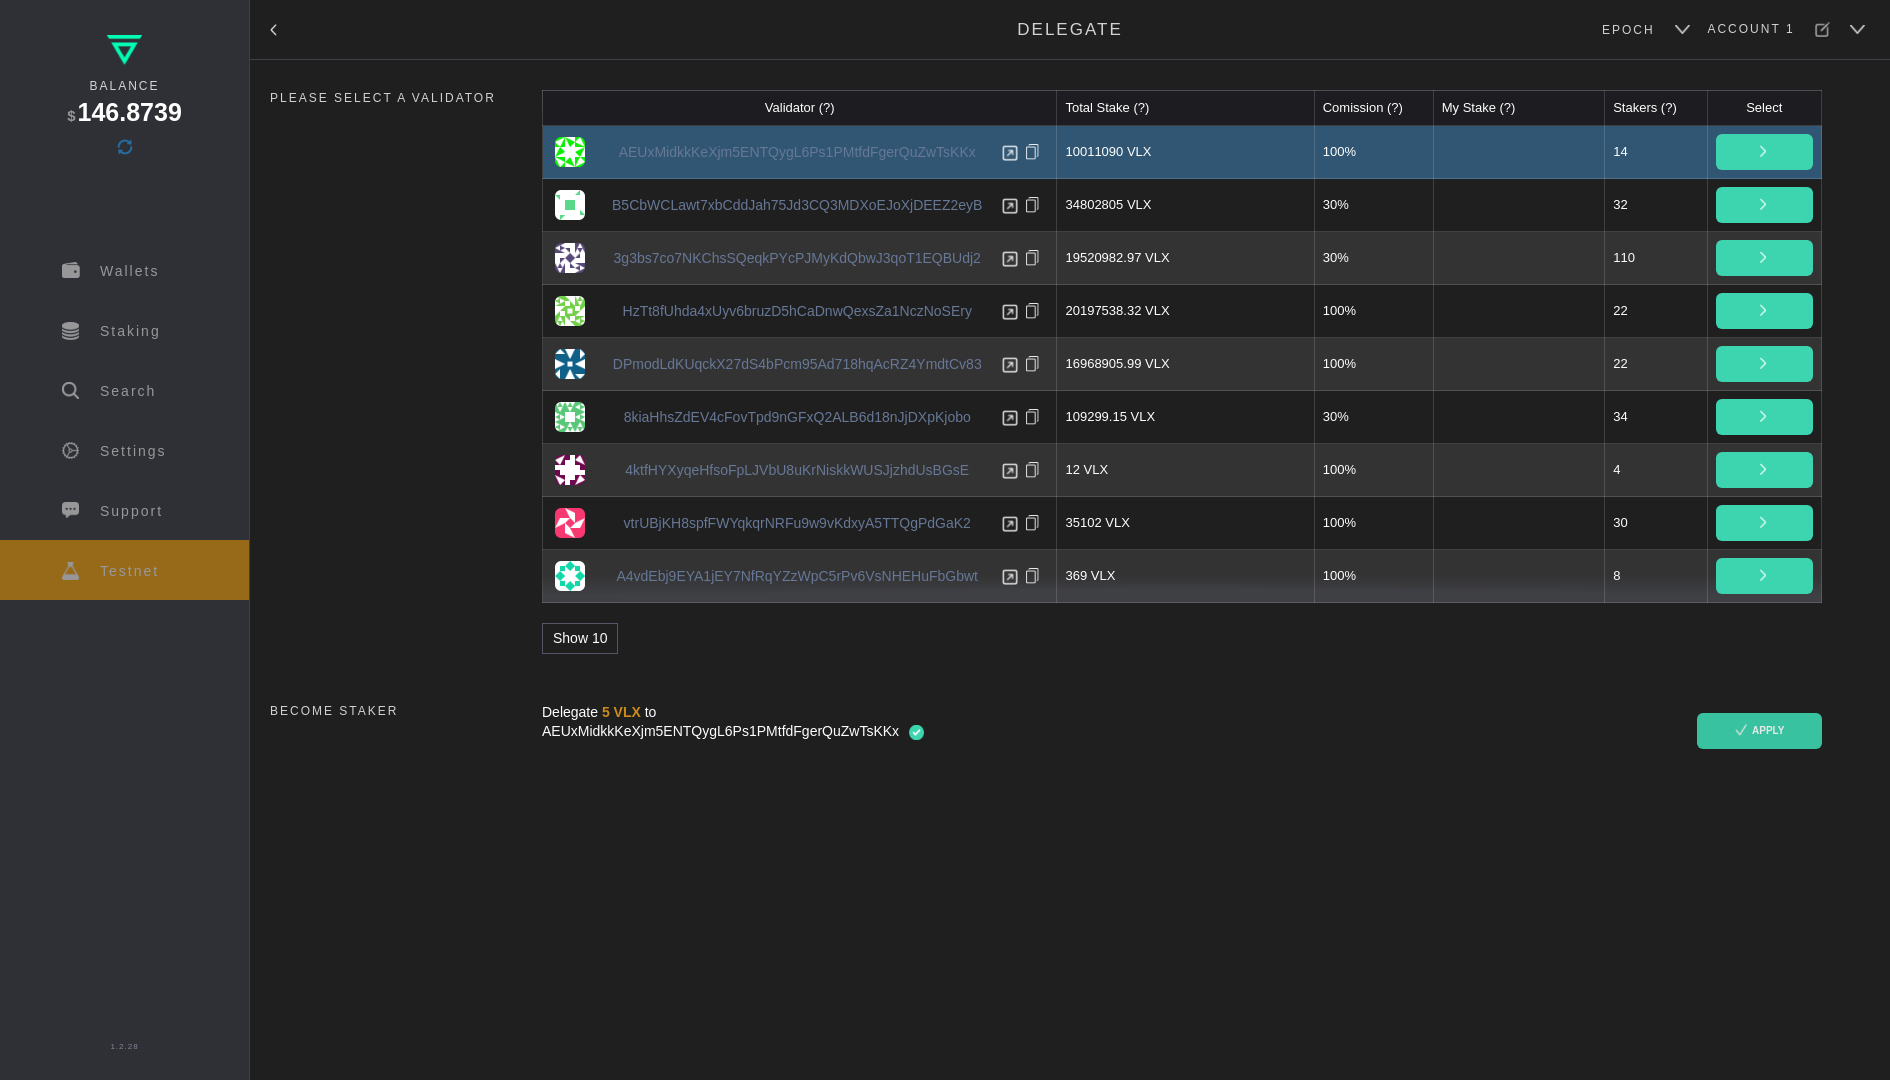 DELEGATE
EPOCH
ACCOUNT 1
BALANCE
$146.8739
Wallets
Staking
Search
Settings
Support
Testnet
1.2.28
PLEASE SELECT A VALIDATOR
Validator (?) Total Stake (?) Comission (?) My Stake (?) Stakers (?) Select
AEUxMidkkKeXjm5ENTQygL6Ps1PMtfdFgerQuZwTsKKx 10011090 VLX 100% 14
B5CbWCLawt7xbCddJah75Jd3CQ3MDXoEJoXjDEEZ2eyB 34802805 VLX 30% 32
3g3bs7co7NKChsSQeqkPYcPJMyKdQbwJ3qoT1EQBUdj2 19520982.97 VLX 30% 110
HzTt8fUhda4xUyv6bruzD5hCaDnwQexsZa1NczNoSEry 20197538.32 VLX 100% 22
DPmodLdKUqckX27dS4bPcm95Ad718hqAcRZ4YmdtCv83 16968905.99 VLX 100% 22
8kiaHhsZdEV4cFovTpd9nGFxQ2ALB6d18nJjDXpKjobo 109299.15 VLX 30% 34
4ktfHYXyqeHfsoFpLJVbU8uKrNiskkWUSJjzhdUsBGsE 12 VLX 100% 4
vtrUBjKH8spfFWYqkqrNRFu9w9vKdxyA5TTQgPdGaK2 35102 VLX 100% 30
A4vdEbj9EYA1jEY7NfRqYZzWpC5rPv6VsNHEHuFbGbwt 369 VLX 100% 8
Show 10
BECOME STAKER
Delegate 5 VLX to
AEUxMidkkKeXjm5ENTQygL6Ps1PMtfdFgerQuZwTsKKx
APPLY